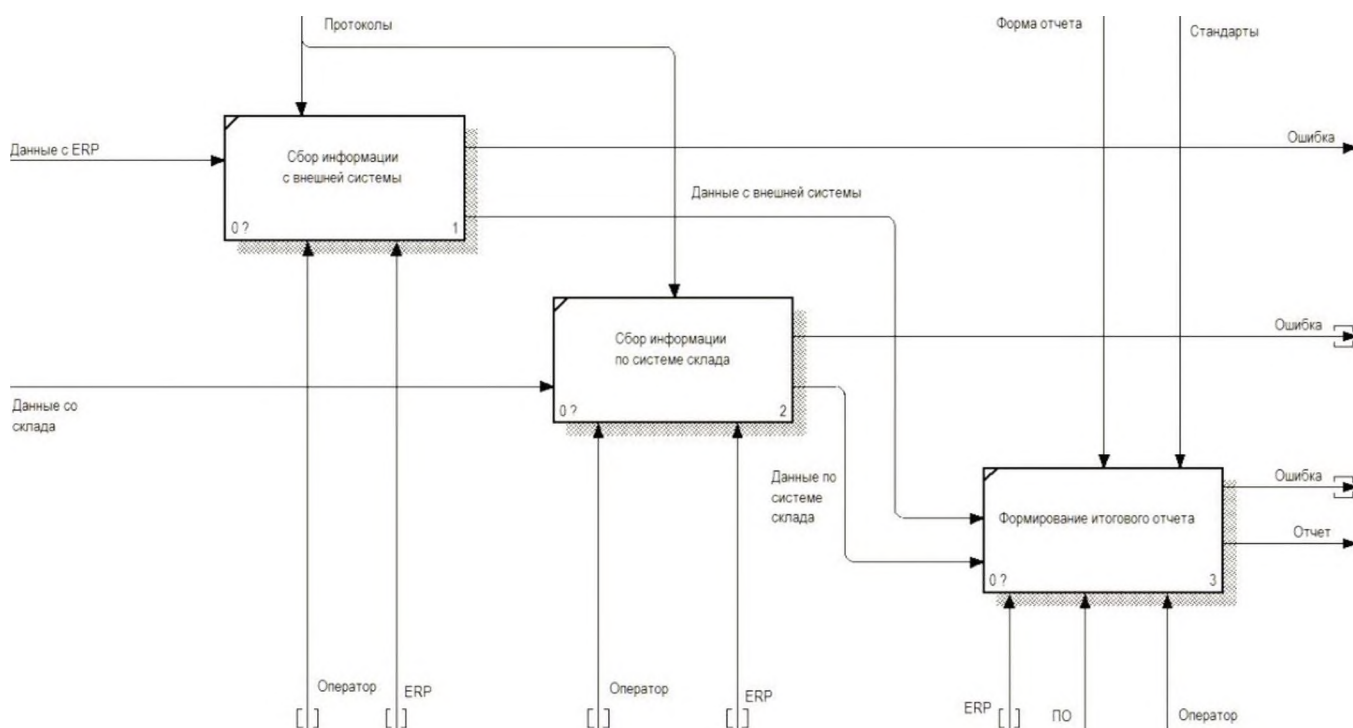 Протоколы
Форма отчета
Стандарты
Данные с ERP
Сбор информации
с внешней системы
0 ?
1
Ошибка
Данные с внешней системы
Сбор информации
по системе склада
0 ?
2
Ошибка
Данные со
склада
Данные по
системе
склада
Формирование итогового отчета
0 ?
3
Ошибка
Отчет
Оператор
ERP
Оператор
ERP
ERP
ПО
Оператор